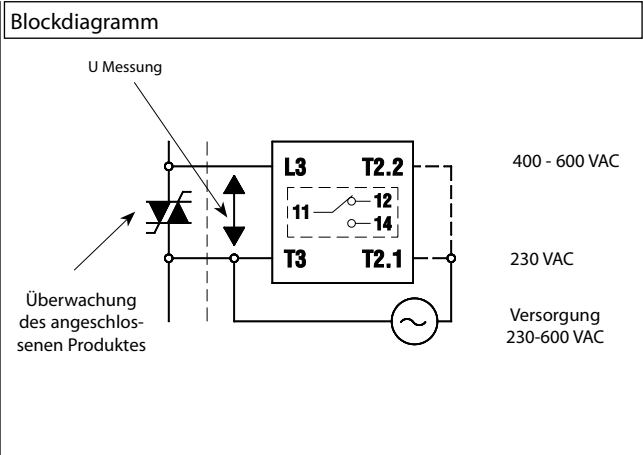 Blockdiagramm
U Messung
L3
T2.2
400 - 600 VAC
11
12
14
T3
T2.1
230 VAC
Überwachung
des angeschlos-
senen Produktes
Versorgung
230-600 VAC